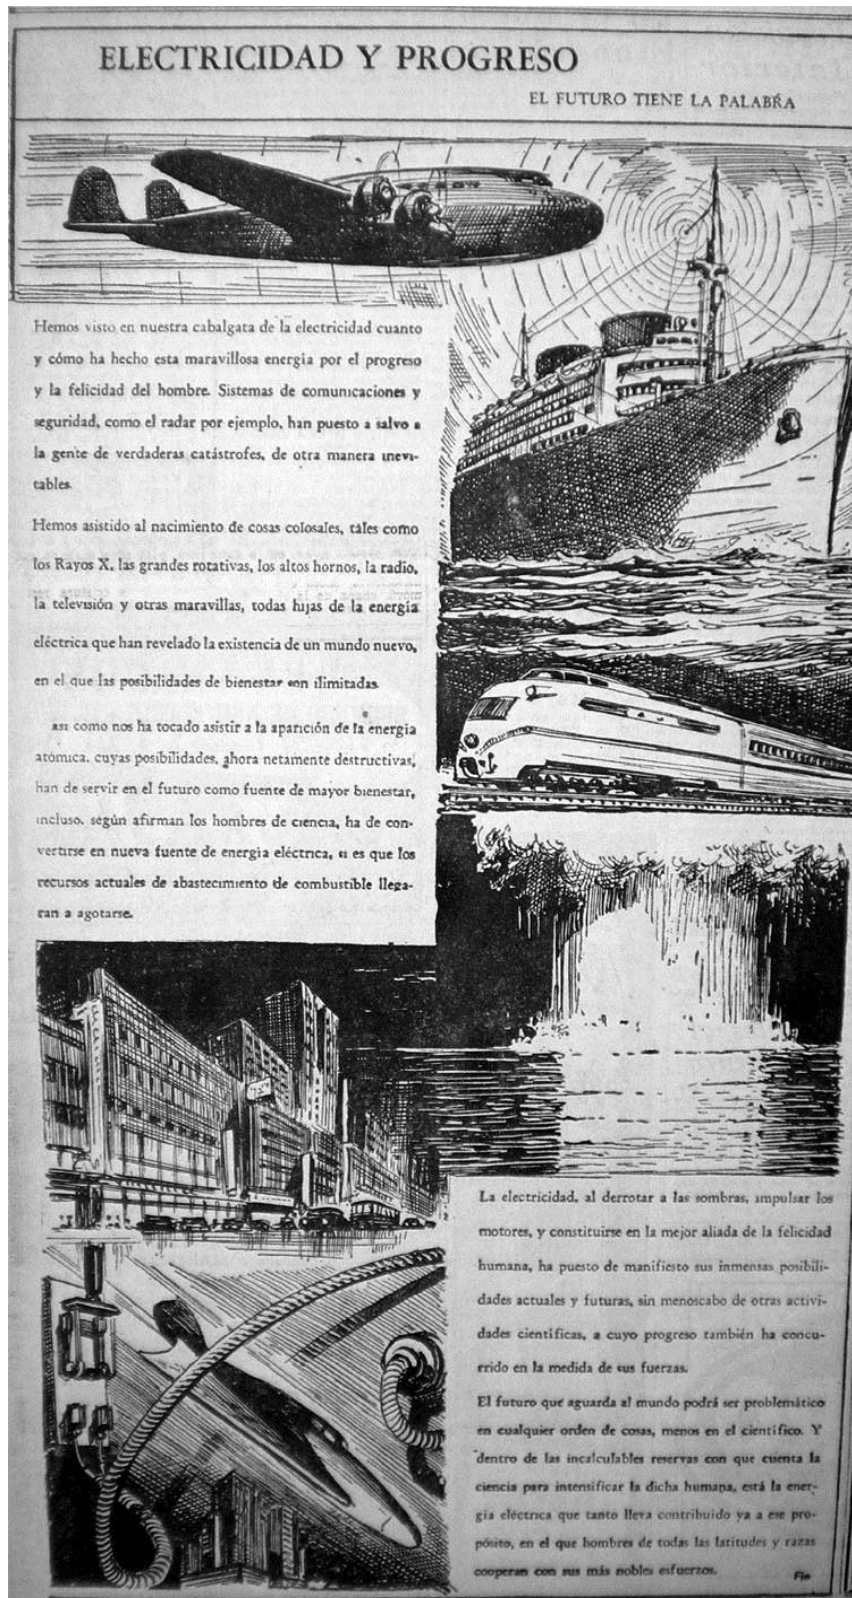 ELECTRICIDAD Y PROGRESO
EL FUTURO TIENE LA PALABRA
Hemos visto en nuestra cabalgata de la electricidad cuanto
y cómo ha hecho esta maravillosa energía por el progreso
y la felicidad del hombre. Sistemas de comunicaciones y
seguridad, como el radar por ejemplo, han puesto a salvo a
la gente de verdaderas catástrofes, de otra manera inevi-
tables.
Hemos asistido al nacimiento de cosas colosales, tales como
los Rayos X, las grandes rotativas, los altos hornos, la radio,
la televisión y otras maravillas, todas hijas de la energía
eléctrica que han revelado la existencia de un mundo nuevo,
en el que las posibilidades de bienestar son ilimitadas.
asi como nos ha tocado asistir a la aparición de la energía
atómica, cuyas posibilidades, ahora netamente destructivas,
han de servir en el futuro como fuente de mayor bienestar,
incluso, según afirman los hombres de ciencia, ha de con-
vertirse en nueva fuente de energía eléctrica, si es que los
recursos actuales de abastecimiento de combustible llega-
ran a agotarse.
La electricidad, al derrotar a las sombras, impulsar los
motores, y constituirse en la mejor aliada de la felicidad
humana, ha puesto de manifiesto sus inmensas posibili-
dades actuales y futuras, sin menoscabo de otras activi-
dades científicas, a cuyo progreso también ha concu-
rrido en la medida de sus fuerzas.
El futuro que aguarda al mundo podrá ser problemático
en cualquier orden de cosas, menos en el científico. Y
dentro de las incalculables reservas con que cuenta la
ciencia para intensificar la dicha humana, está la ener-
gía eléctrica que tanto lleva contribuido ya a ese pro-
pósito, en el que hombres de todas las latitudes y razas
cooperan con sus más nobles esfuerzos.
Fin